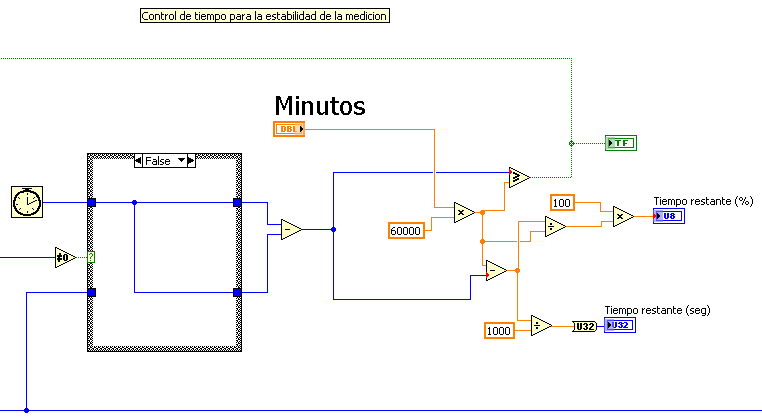 Control de tiempo para la estabilidad de la medicion
Minutos
DBL
TF
False
≥
100
Tiempo restante (%)
×
×
U8
60000
÷
-
≠0
?
-
Tiempo restante (seg)
1000
÷
U32
U32